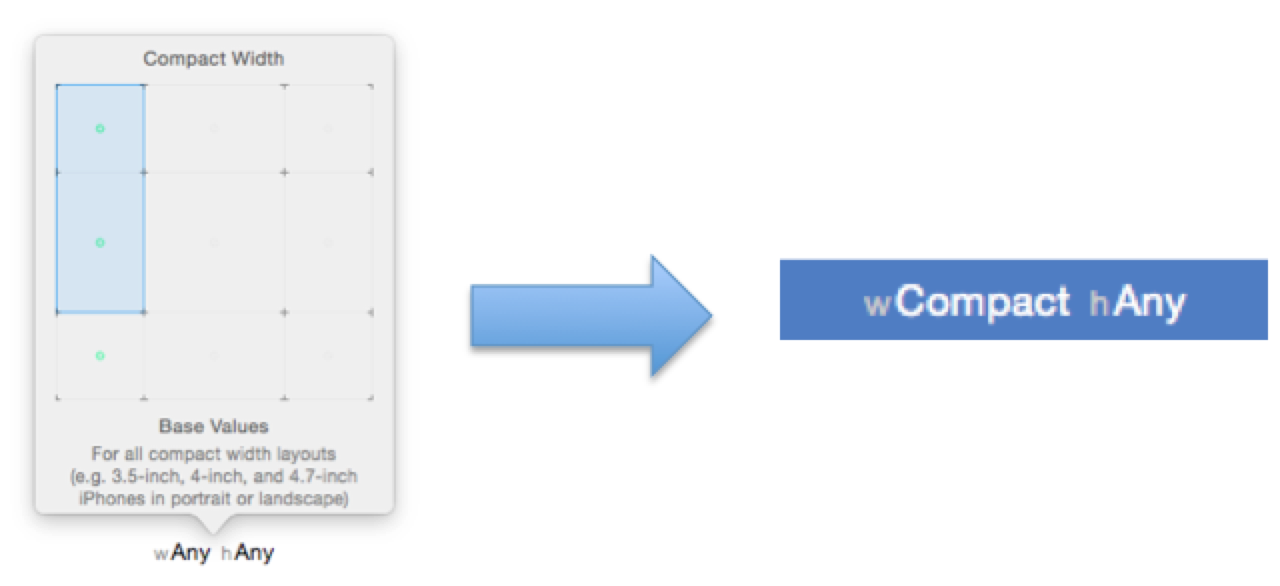 Compact Width
Base Values
For all compact width layouts
(e.g. 3.5-inch, 4-inch, and 4.7-inch
iPhones in portrait or landscape)
wAny hAny
wCompact hAny